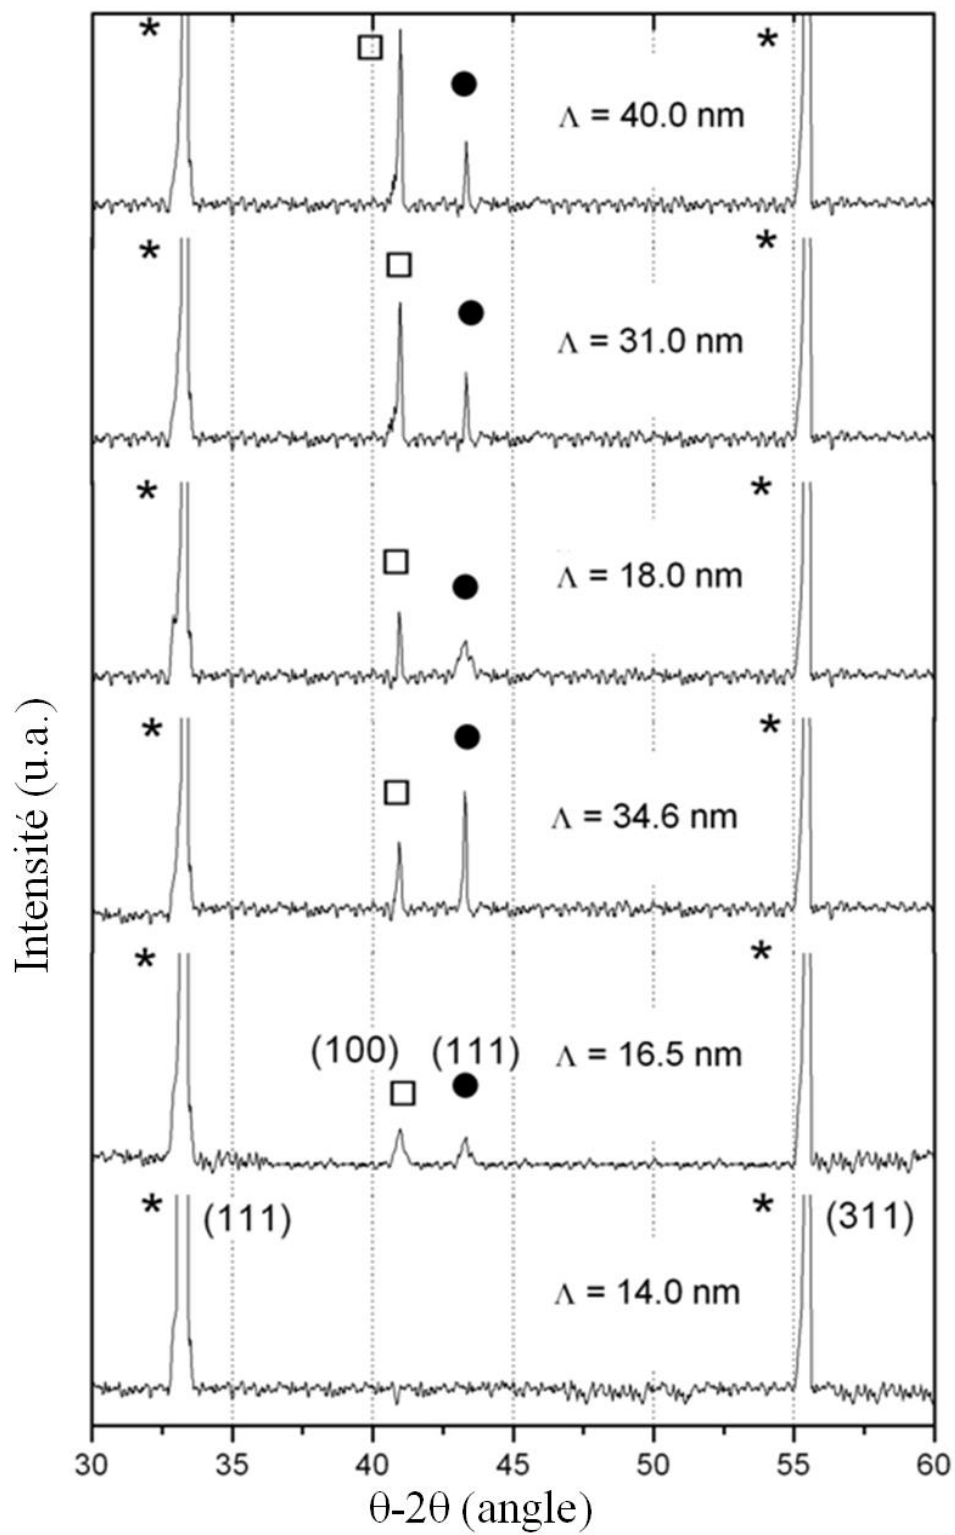 * □ ● *
Λ = 40.0 nm
* □ ● *
Λ = 31.0 nm
* □ ● *
Λ = 18.0 nm
* □ ● *
Λ = 34.6 nm
* *
(100) (111) Λ = 16.5 nm
□ ●
* (111) * (311)
Λ = 14.0 nm
Intensité (u.a.)
30 35 40 45 50 55 60
θ-2θ (angle)